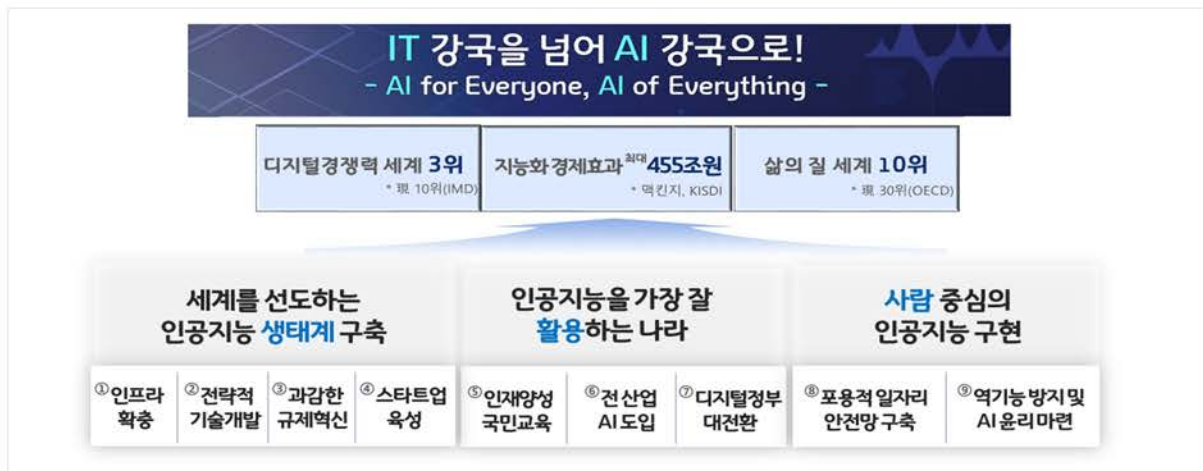 IT 강국을 넘어 AI 강국으로!
- AI for Everyone, AI of Everything -
디지털경쟁력 세계 3위
* 現 10위(IMD)
지능화 경제효과 최대 455조원
* 맥킨지, KISDI
삶의 질 세계 10위
* 現 30위(OECD)
세계를 선도하는
인공지능 생태계 구축
① 인프라
확충
② 전략적
기술개발
③ 과감한
규제혁신
④ 스타트업
육성
인공지능을 가장 잘
활용하는 나라
⑤ 인재양성
국민교육
⑥ 전 산업
AI 도입
⑦ 디지털정부
대전환
사람 중심의
인공지능 구현
⑧ 포용적 일자리
안전망 구축
⑨ 역기능 방지 및
AI 윤리 마련